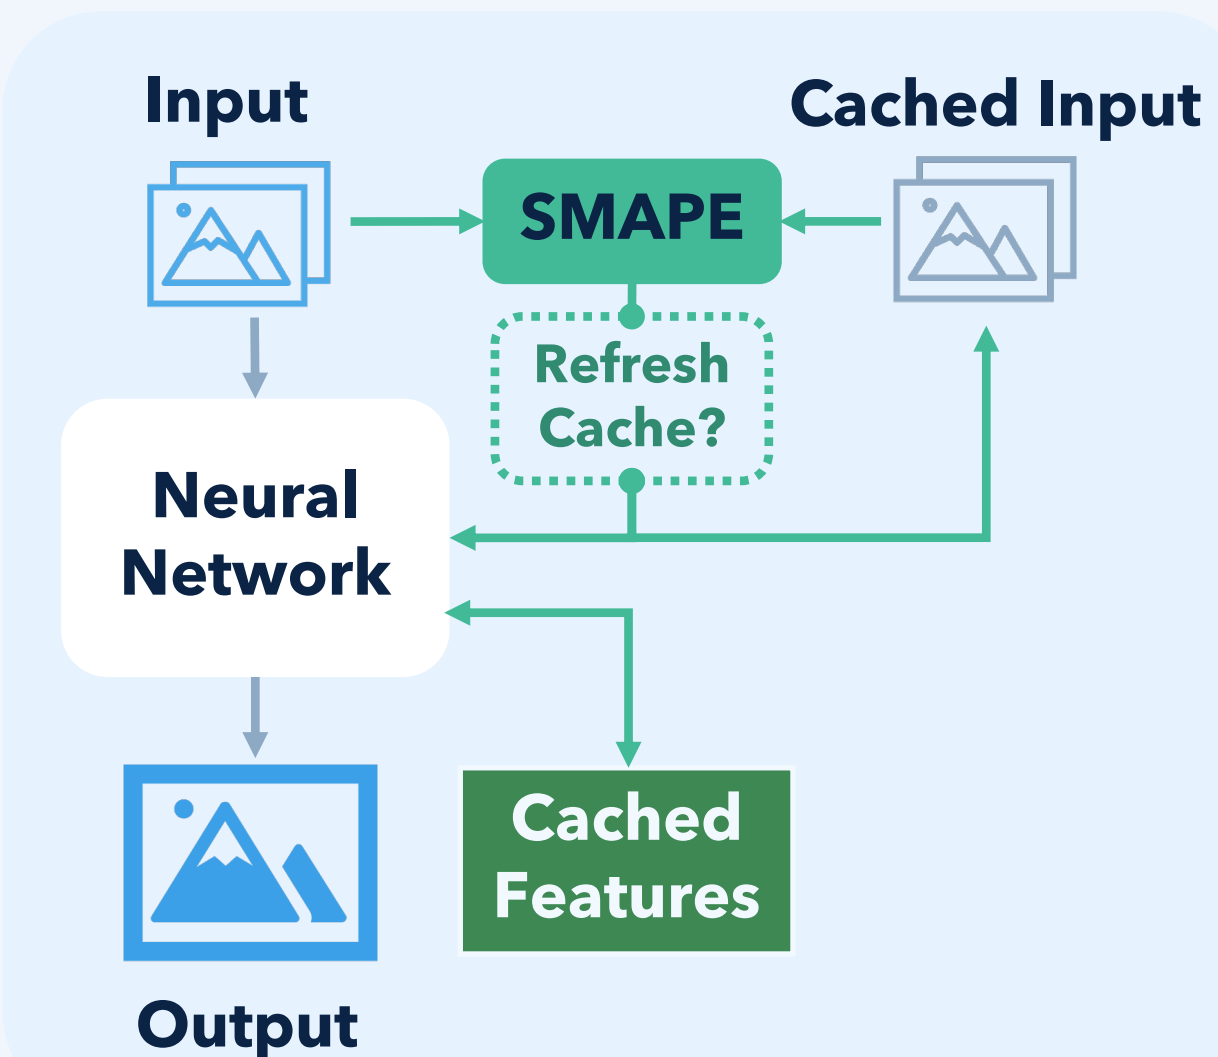 Input
Cached Input
SMAPE
Refresh
Cache?
Neural
Network
Cached
Features
Output